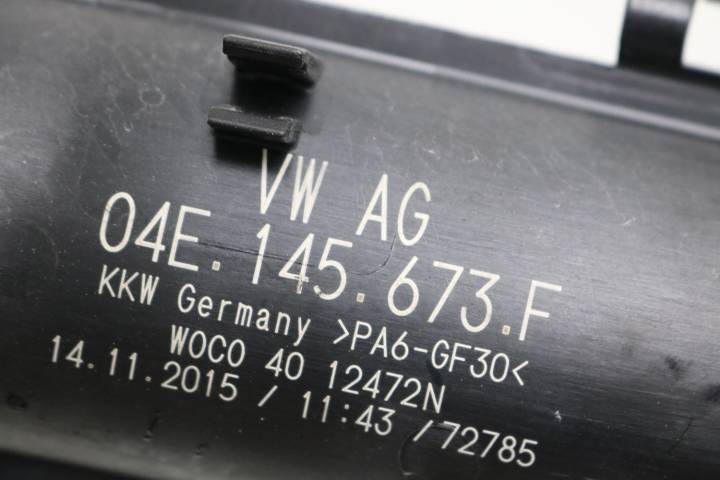 VW AG
04E.145.673.F
KKW Germany >PA6-GF30<
WOCO 40 12472N
14.11.2015 / 11:43 /72785